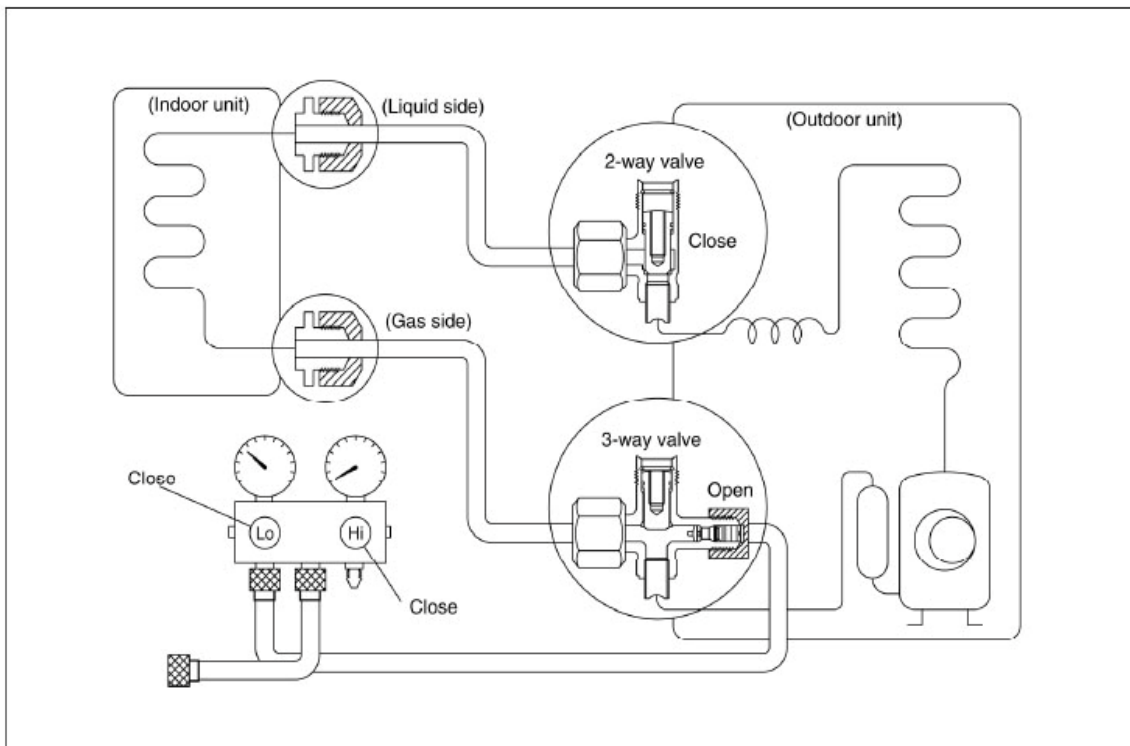 (Indoor unit)
(Liquid side)
(Outdoor unit)
2-way valve
Close
(Gas side)
3-way valve
Open
Close
Lo
Hi
Close